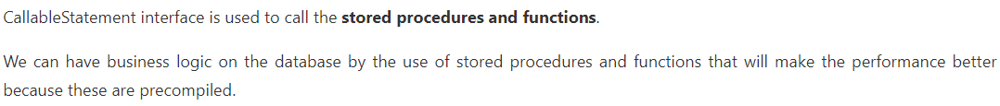 CallableStatement interface is used to call the stored procedures and functions.
We can have business logic on the database by the use of stored procedures and functions that will make the performance better
because these are precompiled.